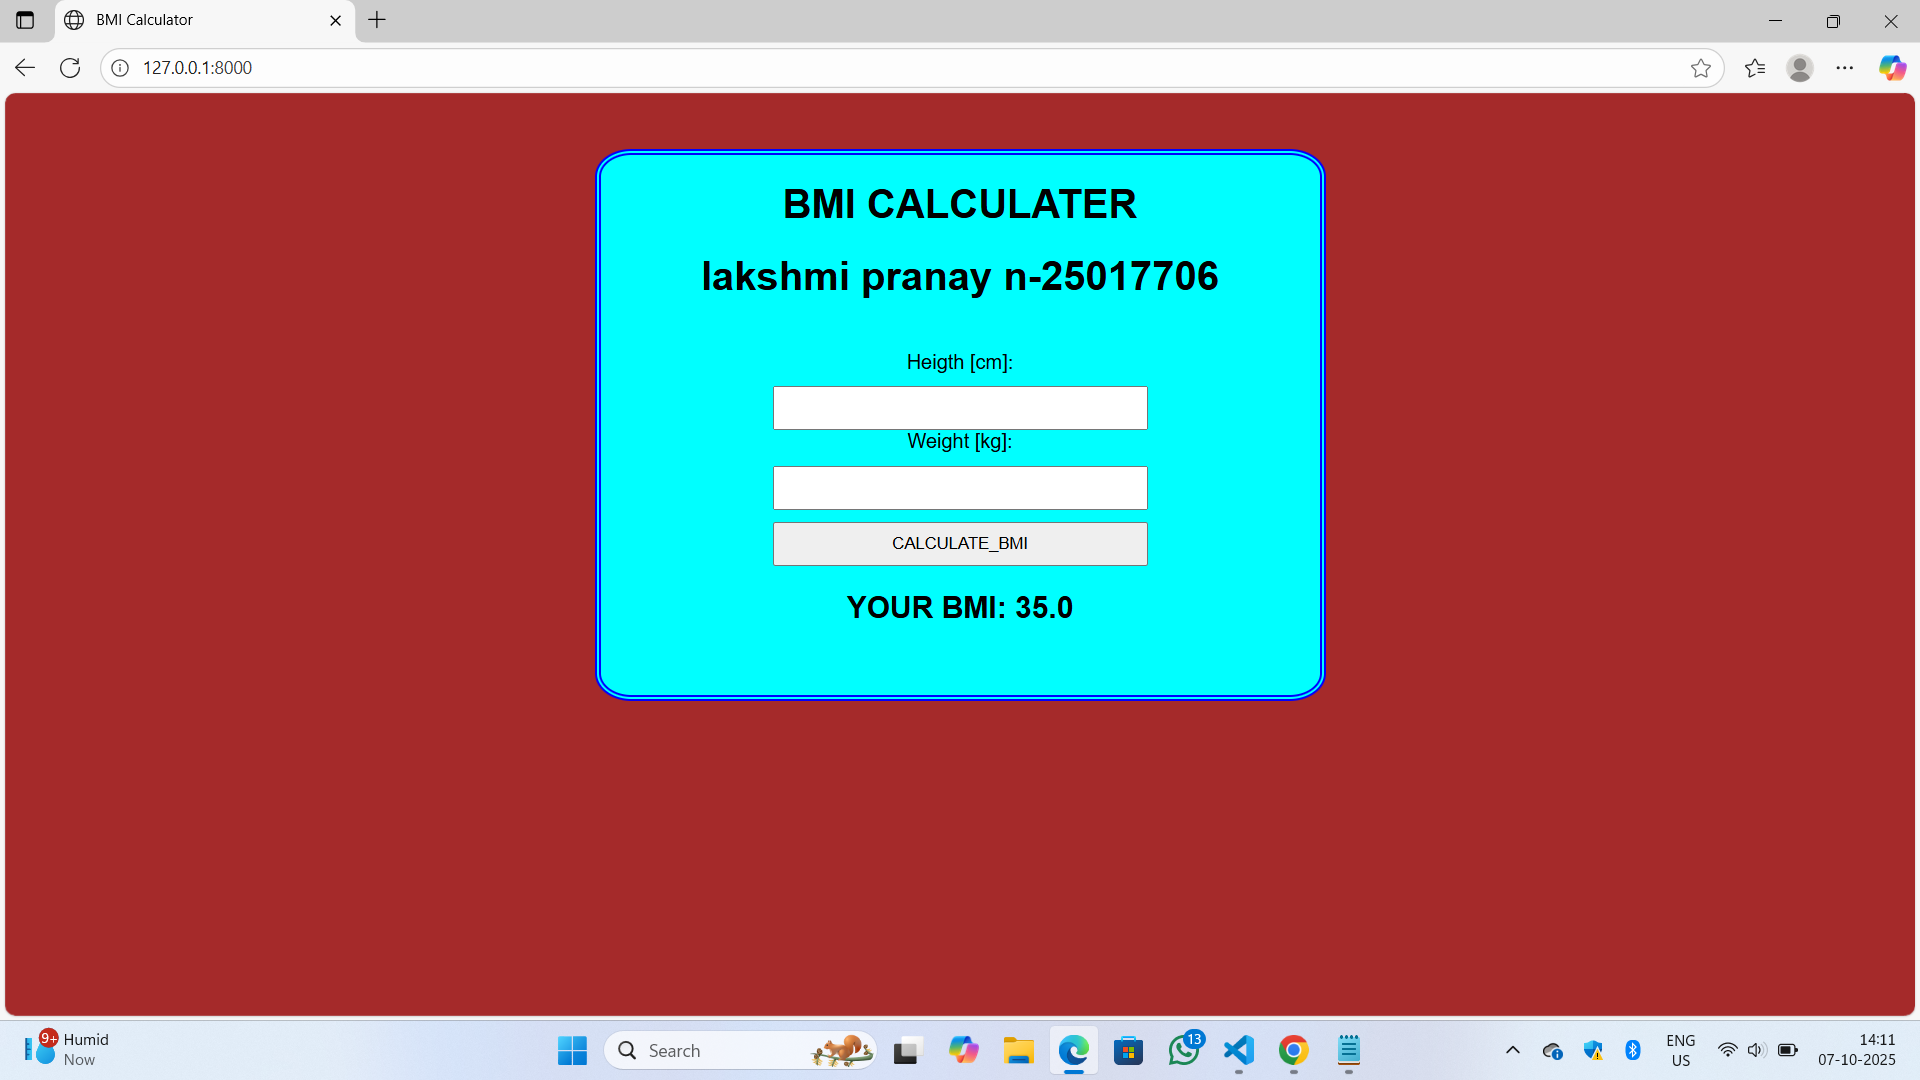 BMI Calculator
127.0.0.1:8000
BMI CALCULATER
lakshmi pranay n-25017706
Heigth [cm]:
Weight [kg]:
CALCULATE_BMI
YOUR BMI: 35.0
9+
Humid
Now
Search
13
ENG
US
14:11
07-10-2025